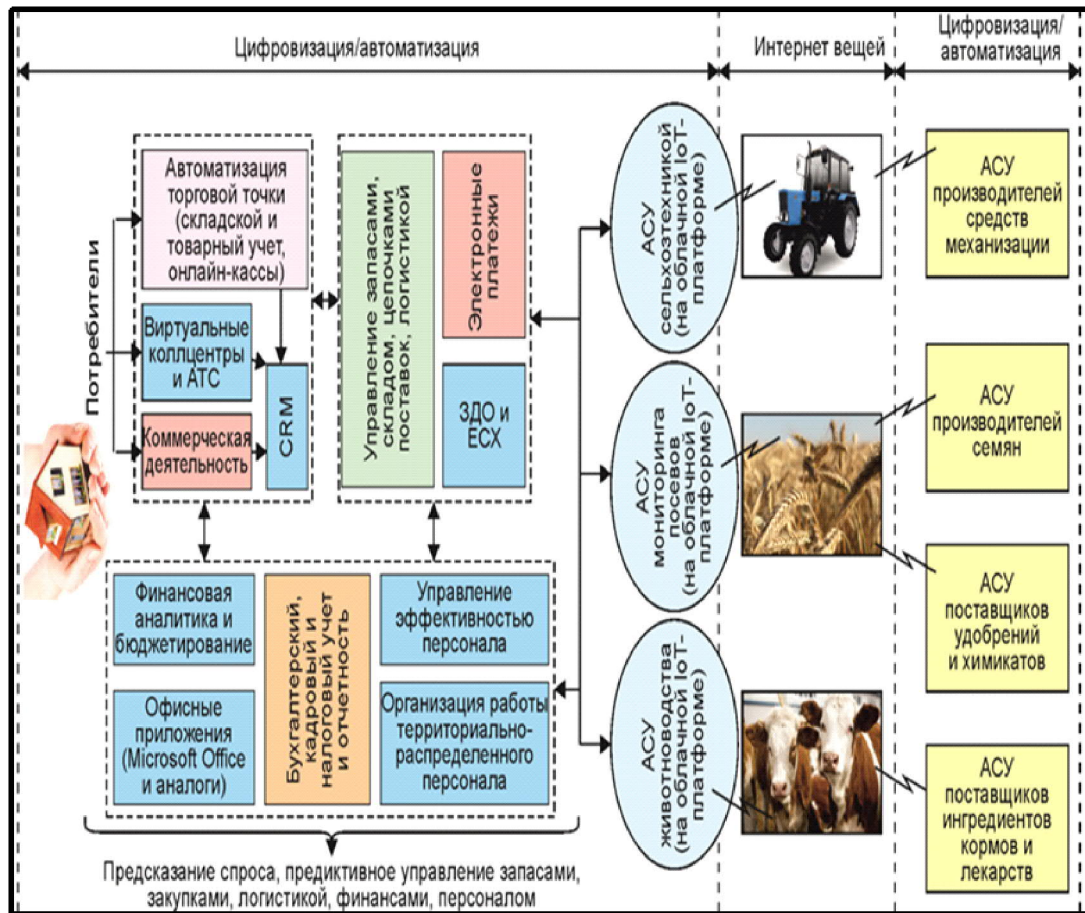 Цифровизация/автоматизация
Интернет вещей
Цифровизация/
автоматизация
Потребители
Автоматизация
торговой точки
(складской и
товарный учет,
онлайн-кассы)
Виртуальные
коллцентры
и АТС
Коммерческая
деятельность
CRM
Управление запасами,
складом, цепочками
поставок, логистикой
Электронные
платежи
ЭДО и
ЕСХ
Финансовая
аналитика и
бюджетирование
Офисные
приложения
(Microsoft Office
и аналоги)
Бухгалтерский,
кадровый и
налоговый учет
и отчетность
Управление
эффективностью
персонала
Организация работы
территориально-
распределенного
персонала
Предсказание спроса, предиктивное управление запасами,
закупками, логистикой, финансами, персоналом
АСУ
сельхозтехникой
(на облачной IoT-
платформе)
АСУ
мониторинга
посевов
(на облачной IoT-
платформе)
АСУ
животноводства
(на облачной IoT-
платформе)
АСУ
производителей
средств
механизации
АСУ
производителей
семян
АСУ
поставщиков
удобрений
и химикатов
АСУ
поставщиков
ингредиентов
кормов и
лекарств